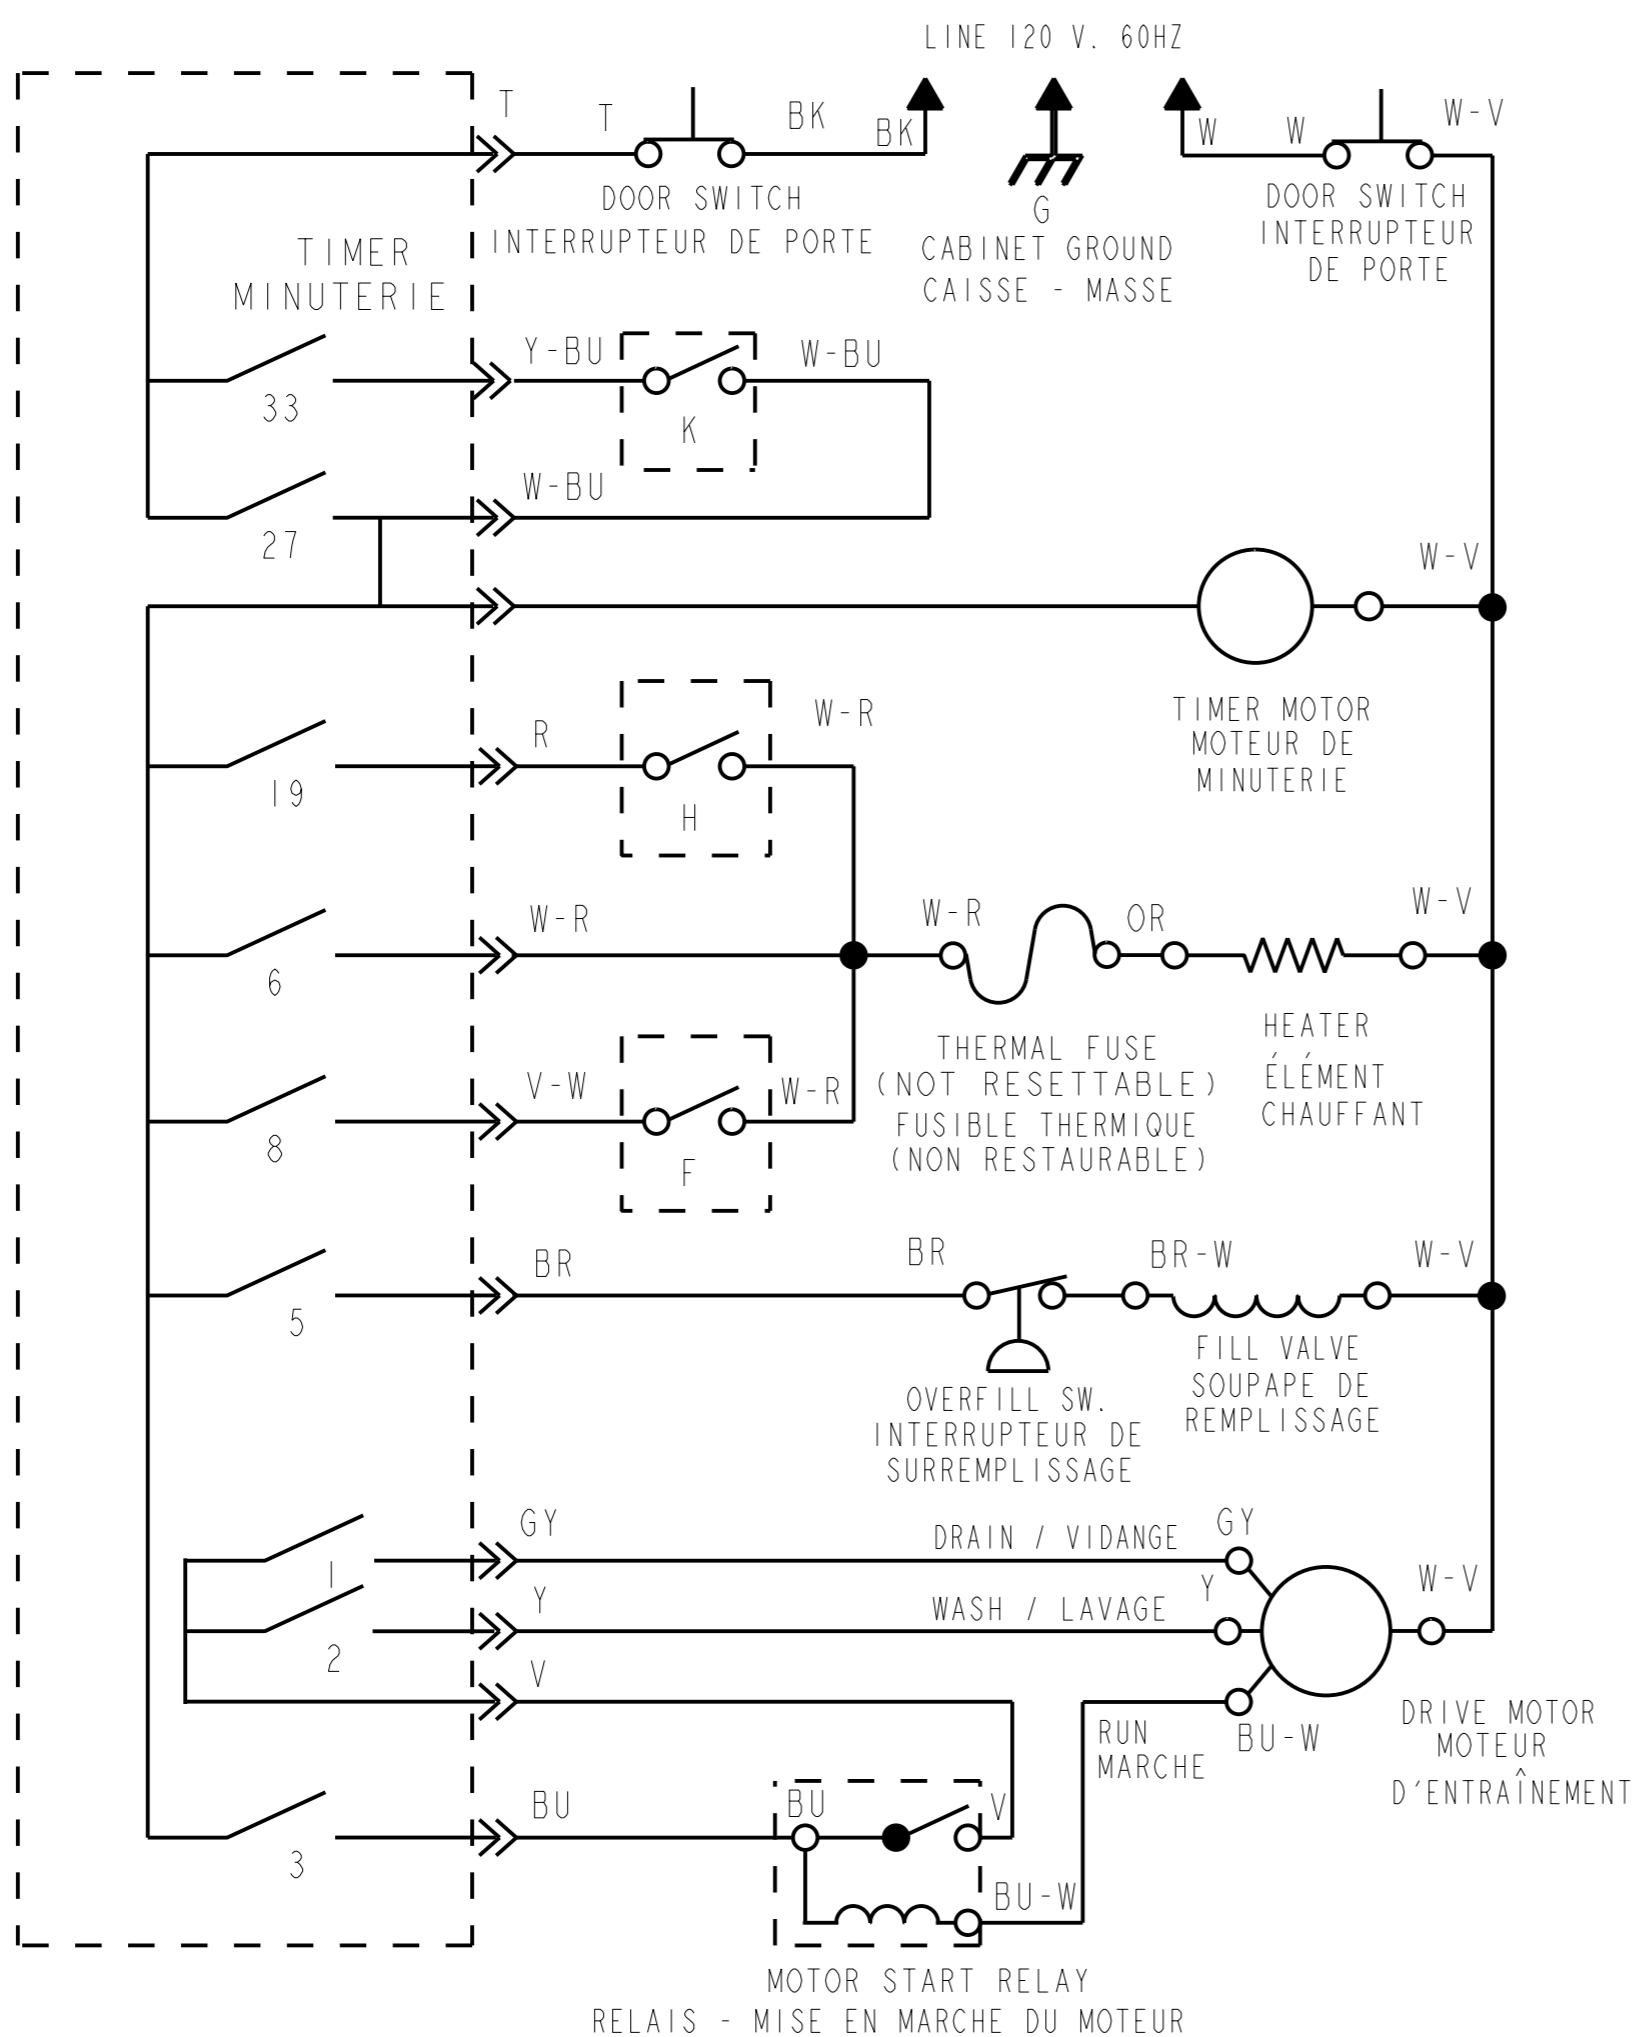 LINE 120 V. 60HZ
T
T
BK
BK
W
W
W-V
DOOR SWITCH
INTERRUPTEUR DE PORTE
G
CABINET GROUND
CAISSE - MASSE
DOOR SWITCH
INTERRUPTEUR
DE PORTE
TIMER
MINUTERIE
33
Y-BU
K
W-BU
27
W-BU
W-V
TIMER MOTOR
MOTEUR DE
MINUTERIE
19
R
H
W-R
6
W-R
W-R
OR
W-V
THERMAL FUSE
(NOT RESETTABLE)
FUSIBLE THERMIQUE
(NON RESTAURABLE)
HEATER
ÉLÉMENT
CHAUFFANT
8
V-W
F
W-R
5
BR
BR
BR-W
W-V
OVERFILL SW.
INTERRUPTEUR DE
SURREMPLISSAGE
FILL VALVE
SOUPAPE DE
REMPLISSAGE
1
GY
DRAIN / VIDANGE
GY
2
Y
WASH / LAVAGE
Y
W-V
V
RUN
MARCHE
BU-W
DRIVE MOTOR
MOTEUR
D'ENTRAÎNEMENT
3
BU
BU
V
BU-W
MOTOR START RELAY
RELAIS - MISE EN MARCHE DU MOTEUR